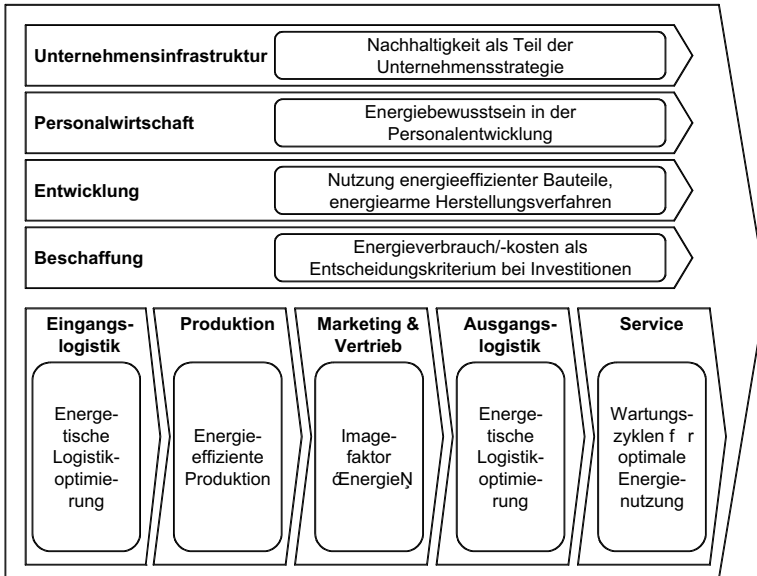 Unternehmensinfrastruktur
Nachhaltigkeit als Teil der
Unternehmensstrategie
Personalwirtschaft
Energiebewusstsein in der
Personalentwicklung
Entwicklung
Nutzung energieeffizienter Bauteile,
energiearme Herstellungsverfahren
Beschaffung
Energieverbrauch/-kosten als
Entscheidungskriterium bei Investitionen
Eingangs-
logistik
Energe-
tische
Logistik-
optimie-
rung
Produktion
Energie-
effiziente
Produktion
Marketing &
Vertrieb
Image-
faktor
óEnergieŅ
Ausgangs-
logistik
Energe-
tische
Logistik-
optimie-
rung
Service
Wartungs-
zyklen f r
optimale
Energie-
nutzung